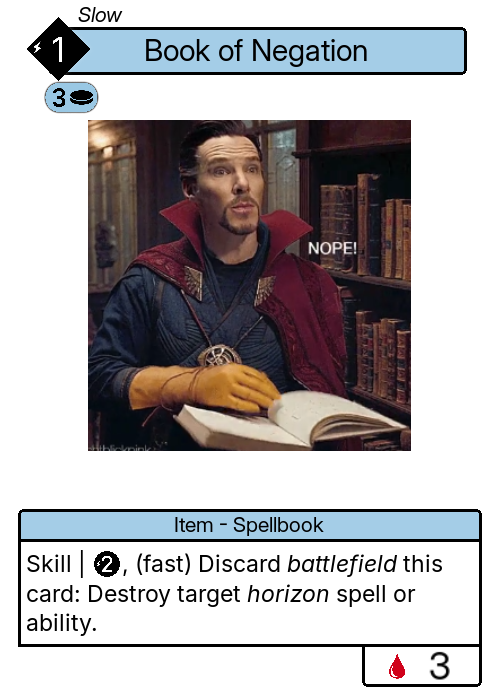 Slow
1
Book of Negation
3
NOPE!
Item - Spellbook
Skill | 2, (fast) Discard battlefield this
card: Destroy target horizon spell or
ability.
3